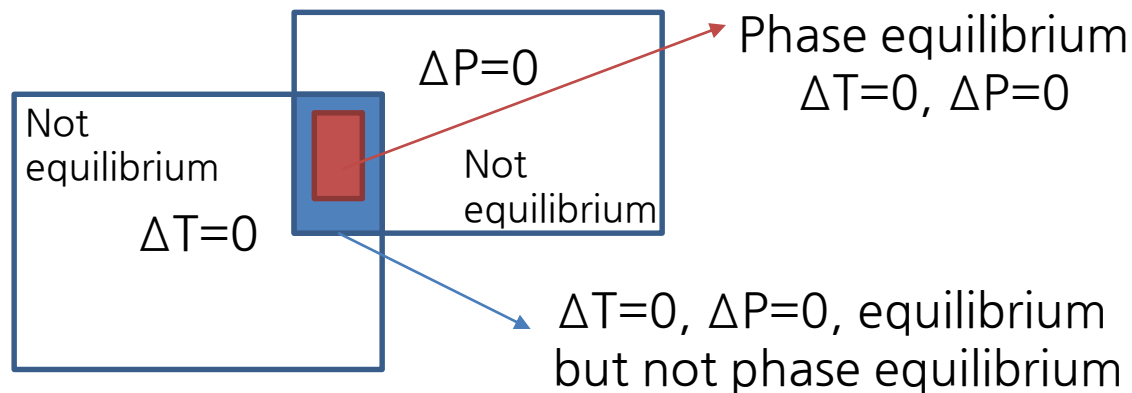 ΔP=0
Phase equilibrium
ΔT=0, ΔP=0
Not
equilibrium
Not
equilibrium
ΔT=0
ΔT=0, ΔP=0, equilibrium
but not phase equilibrium